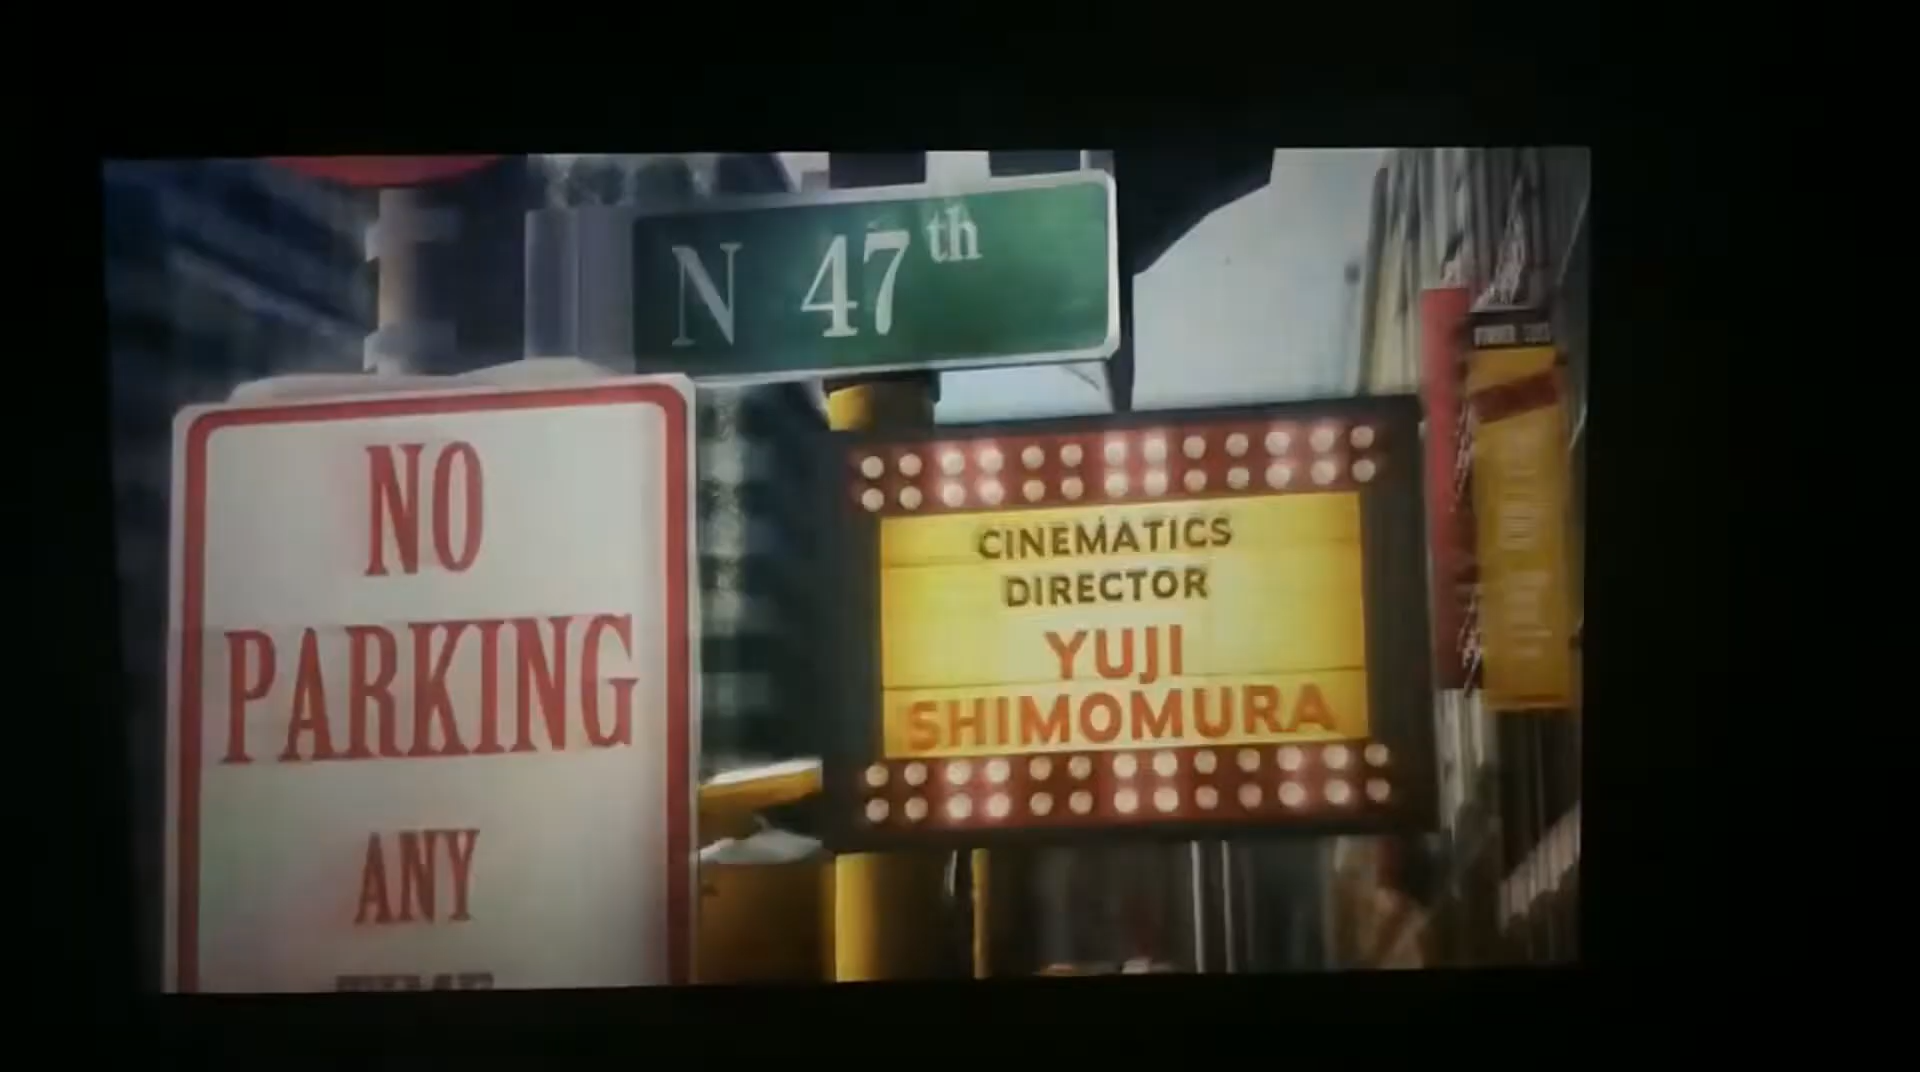 N 47th
NO
PARKING
ANY
CINEMATICS
DIRECTOR
YUJI
SHIMOMURA